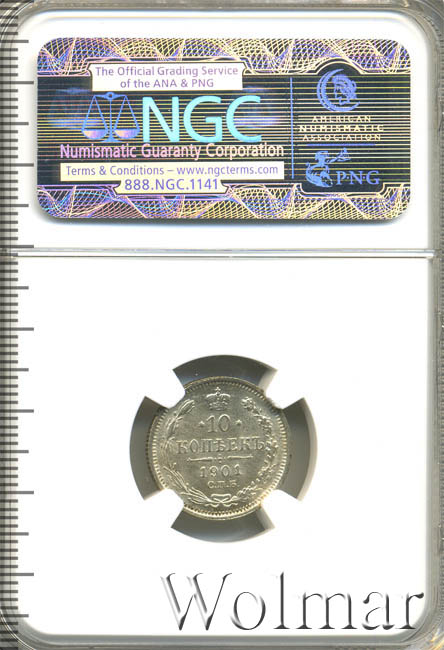 The Official Grading Service
of the ANA & PNG
NGC
Numismatic Guaranty Corporation
Terms & Conditions – www.ngcterms.com
888.NGC.1141
AMERICAN
NUMISMATIC
ASSOCIATION
PNG
·10·
КОПѢЕКЪ
1901
С.П.Б.
Wolmar